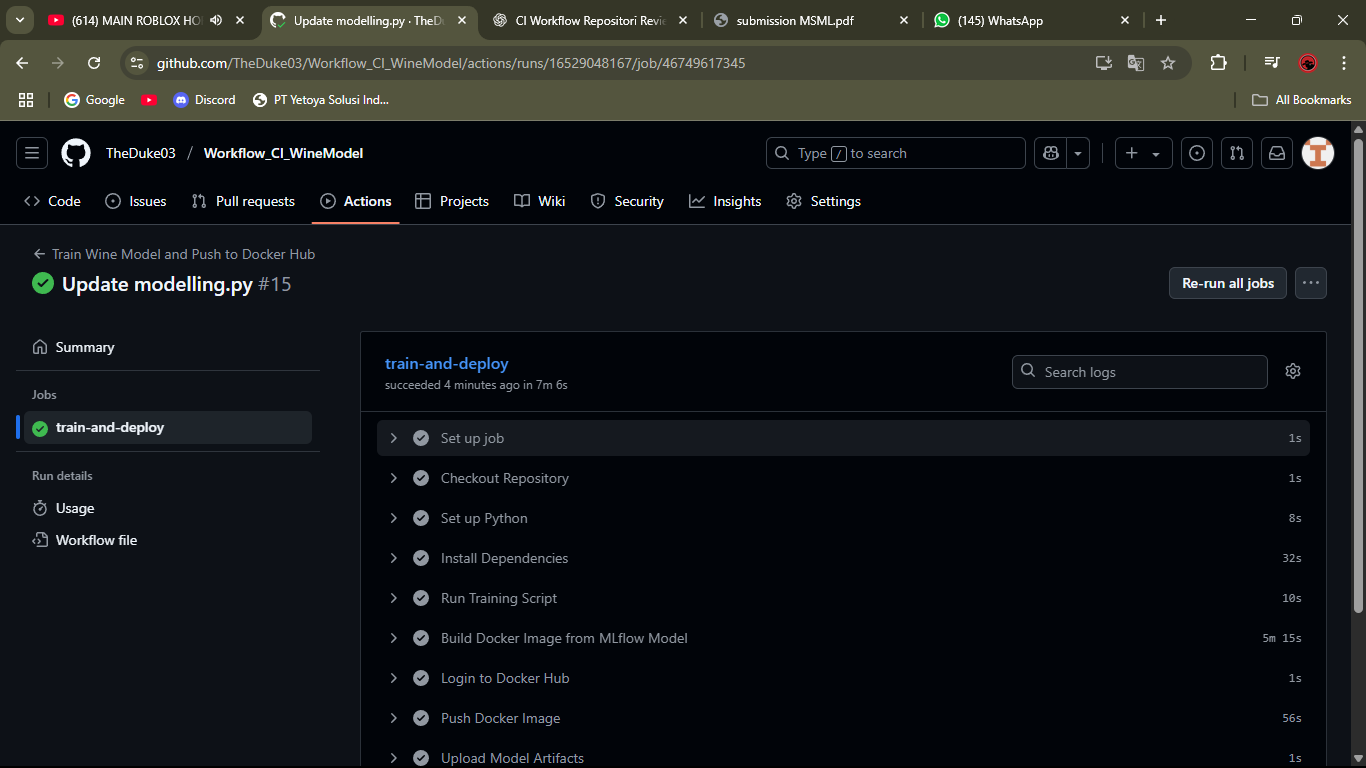 (614) MAIN ROBLOX HO
Update modelling.py · TheD
CI Workflow Repositori Revie
submission MSML.pdf
(145) WhatsApp
github.com/TheDuke03/Workflow_CI_WineModel/actions/runs/16529048167/job/46749617345
Google
Discord
PT Yetoya Solusi Ind...
All Bookmarks
TheDuke03 / Workflow_CI_WineModel
Type / to search
Code
Issues
Pull requests
Actions
Projects
Wiki
Security
Insights
Settings
Train Wine Model and Push to Docker Hub
Update modelling.py #15
Re-run all jobs
Summary
Jobs
train-and-deploy
Run details
Usage
Workflow file
train-and-deploy
succeeded 4 minutes ago in 7m 6s
Search logs
Set up job 1s
Checkout Repository 1s
Set up Python 8s
Install Dependencies 32s
Run Training Script 10s
Build Docker Image from MLflow Model 5m 15s
Login to Docker Hub 1s
Push Docker Image 56s
Upload Model Artifacts 1s